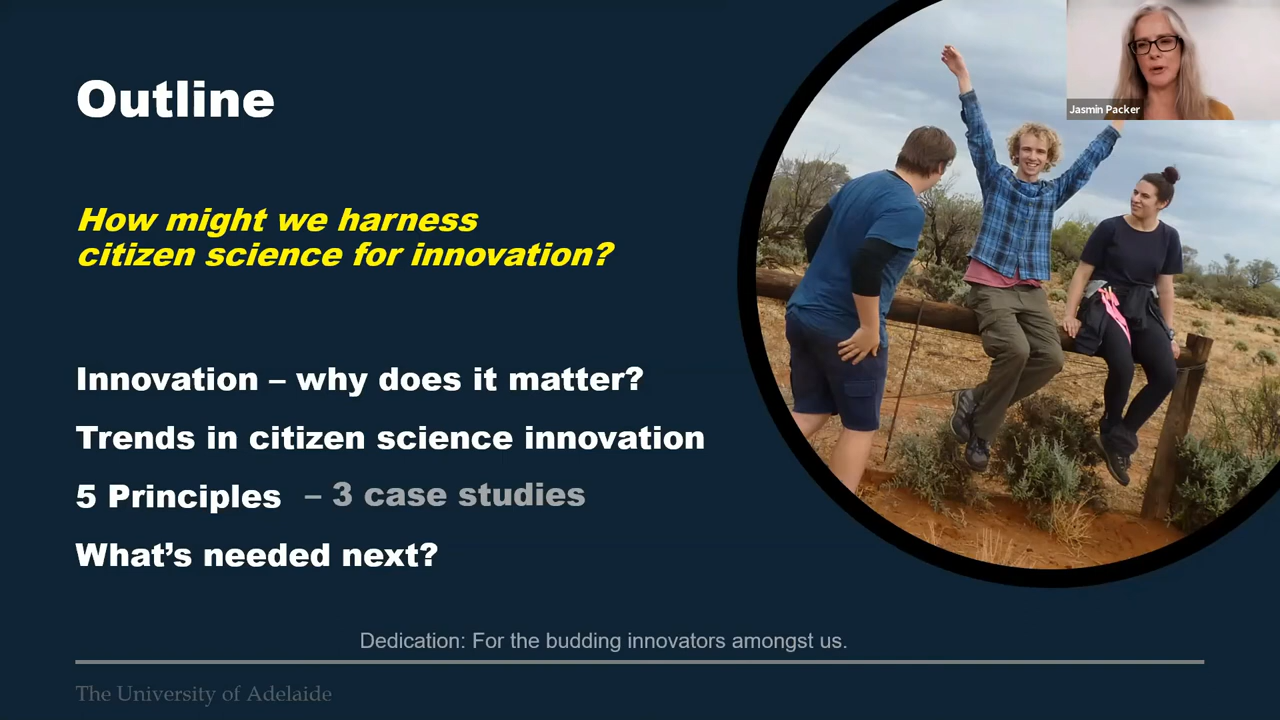 Outline
How might we harness
citizen science for innovation?
Innovation – why does it matter?
Trends in citizen science innovation
5 Principles – 3 case studies
What’s needed next?
Dedication: For the budding innovators amongst us.
The University of Adelaide
Jasmin Packer